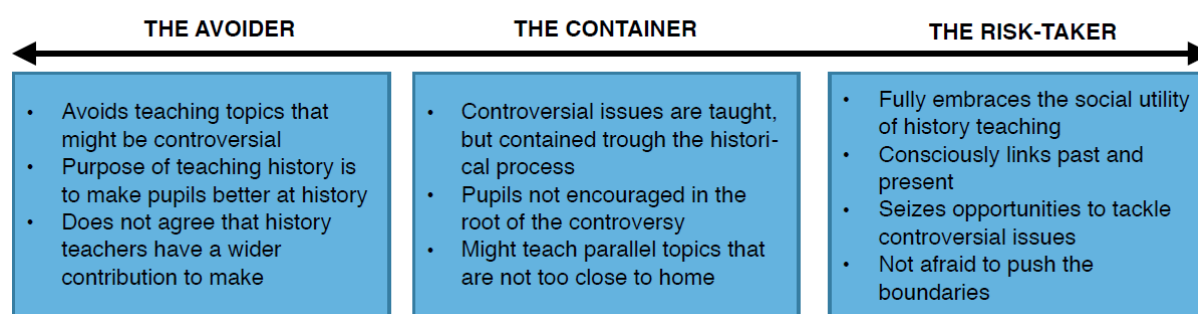 THE AVOIDER
• Avoids teaching topics that
might be controversial
• Purpose of teaching history is
to make pupils better at history
• Does not agree that history
teachers have a wider
contribution to make
THE CONTAINER
• Controversial issues are taught,
but contained trough the histori-
cal process
• Pupils not encouraged in the
root of the controversy
• Might teach parallel topics that
are not too close to home
THE RISK-TAKER
• Fully embraces the social utility
of history teaching
• Consciously links past and
present
• Seizes opportunities to tackle
controversial issues
• Not afraid to push the
boundaries